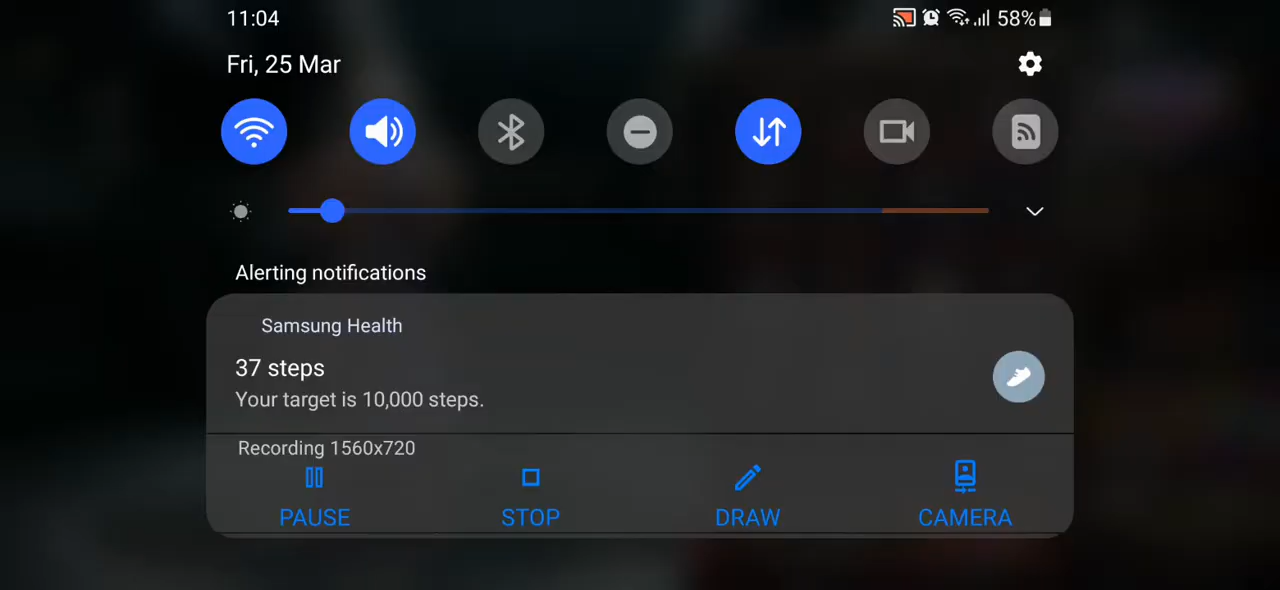 11:04
58%
Fri, 25 Mar
Alerting notifications
Samsung Health
37 steps
Your target is 10,000 steps.
Recording 1560x720
PAUSE
STOP
DRAW
CAMERA